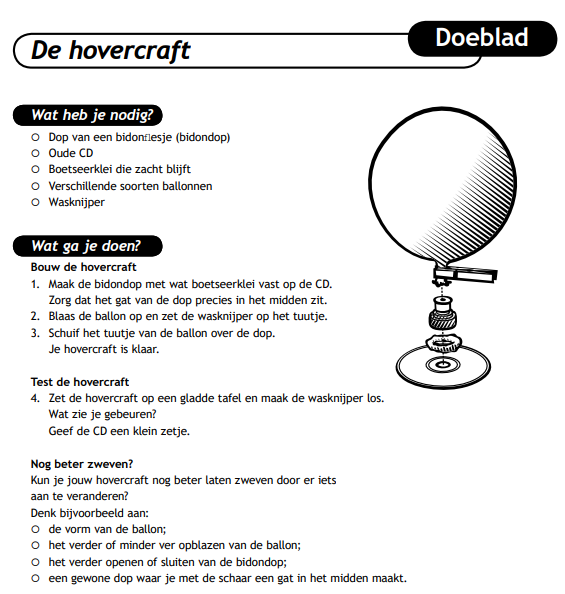 De hovercraft
Doeblad
Wat heb je nodig?
Dop van een bidonflesje (bidondop)
Oude CD
Boetseerklei die zacht blijft
Verschillende soorten ballonnen
Wasknijper
Wat ga je doen?
Bouw de hovercraft
1. Maak de bidondop met wat boetseerklei vast op de CD.
Zorg dat het gat van de dop precies in het midden zit.
2. Blaas de ballon op en zet de wasknijper op het tuutje.
3. Schuif het tuutje van de ballon over de dop.
Je hovercraft is klaar.
Test de hovercraft
4. Zet de hovercraft op een gladde tafel en maak de wasknijper los.
Wat zie je gebeuren?
Geef de CD een klein zetje.
Nog beter zweven?
Kun je jouw hovercraft nog beter laten zweven door er iets
aan te veranderen?
Denk bijvoorbeeld aan:
de vorm van de ballon;
het verder of minder ver opblazen van de ballon;
het verder openen of sluiten van de bidondop;
een gewone dop waar je met de schaar een gat in het midden maakt.